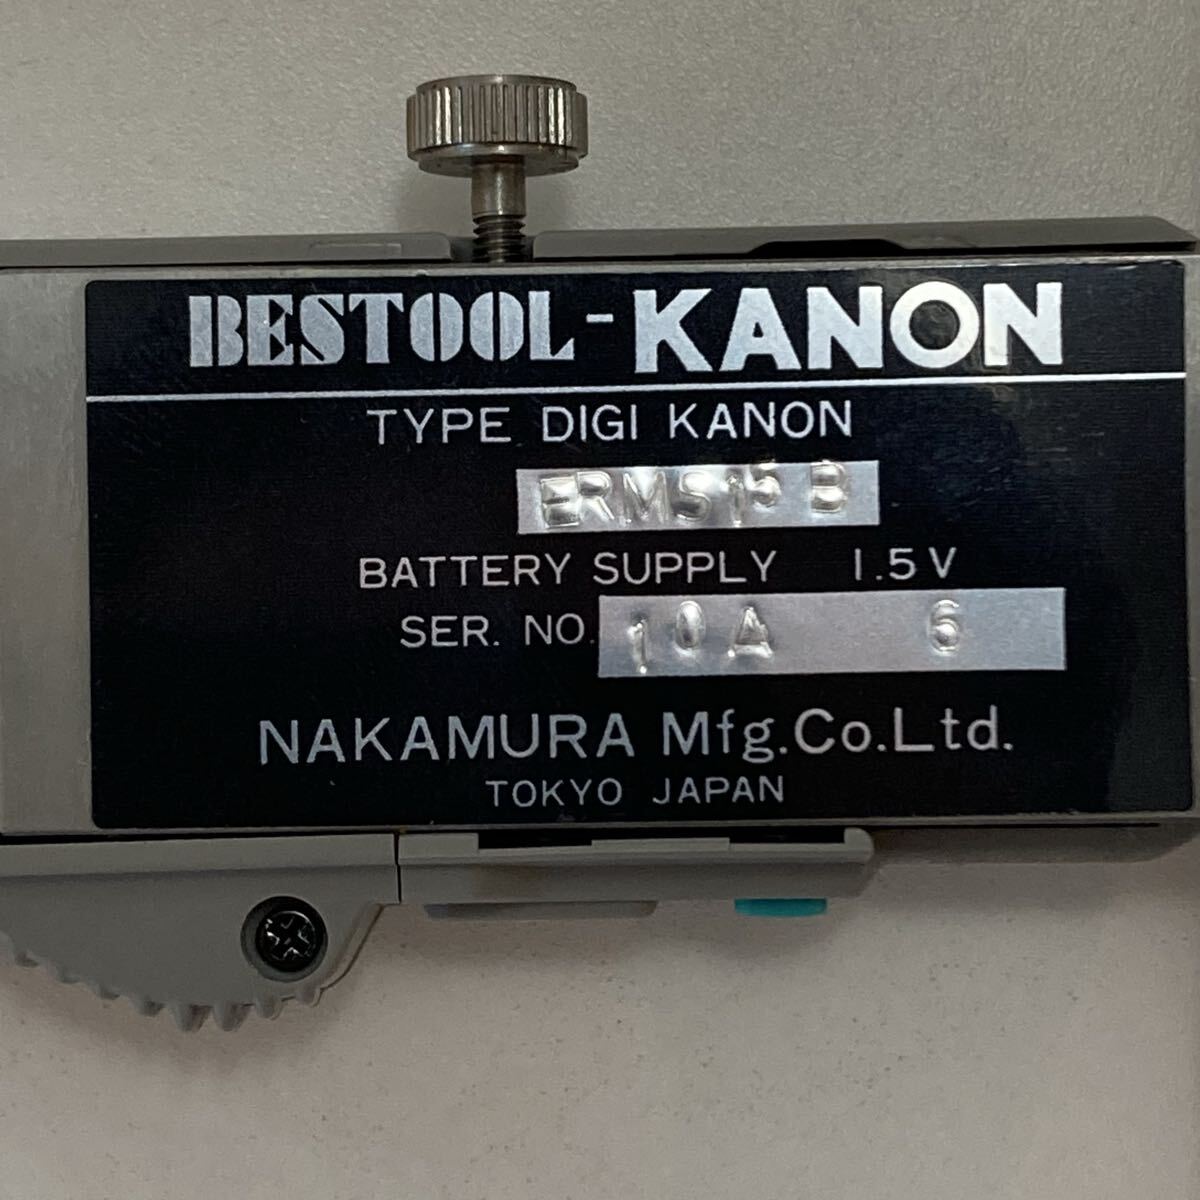 BESTOOL-KANON
TYPE DIGI KANON
ERMS15B
BATTERY SUPPLY 1.5V
SER. NO. 10A 6
NAKAMURA Mfg.Co.Ltd.
TOKYO JAPAN